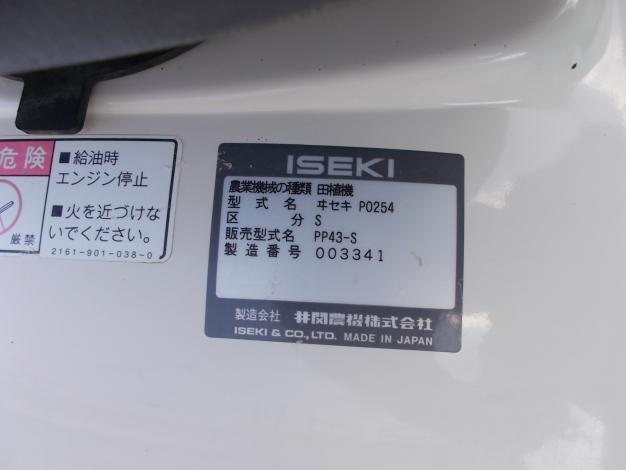 危険
■給油時
エンジン停止
■火を近づけな
いでください。
厳禁
2161-901-038-0
ISEKI
農業機械の種類 田植機
型式名 ヰセキ P0254
区分 S
販売型式名 PP43-S
製造番号 003341
製造会社 井関農機株式会社
ISEKI & CO., LTD. MADE IN JAPAN